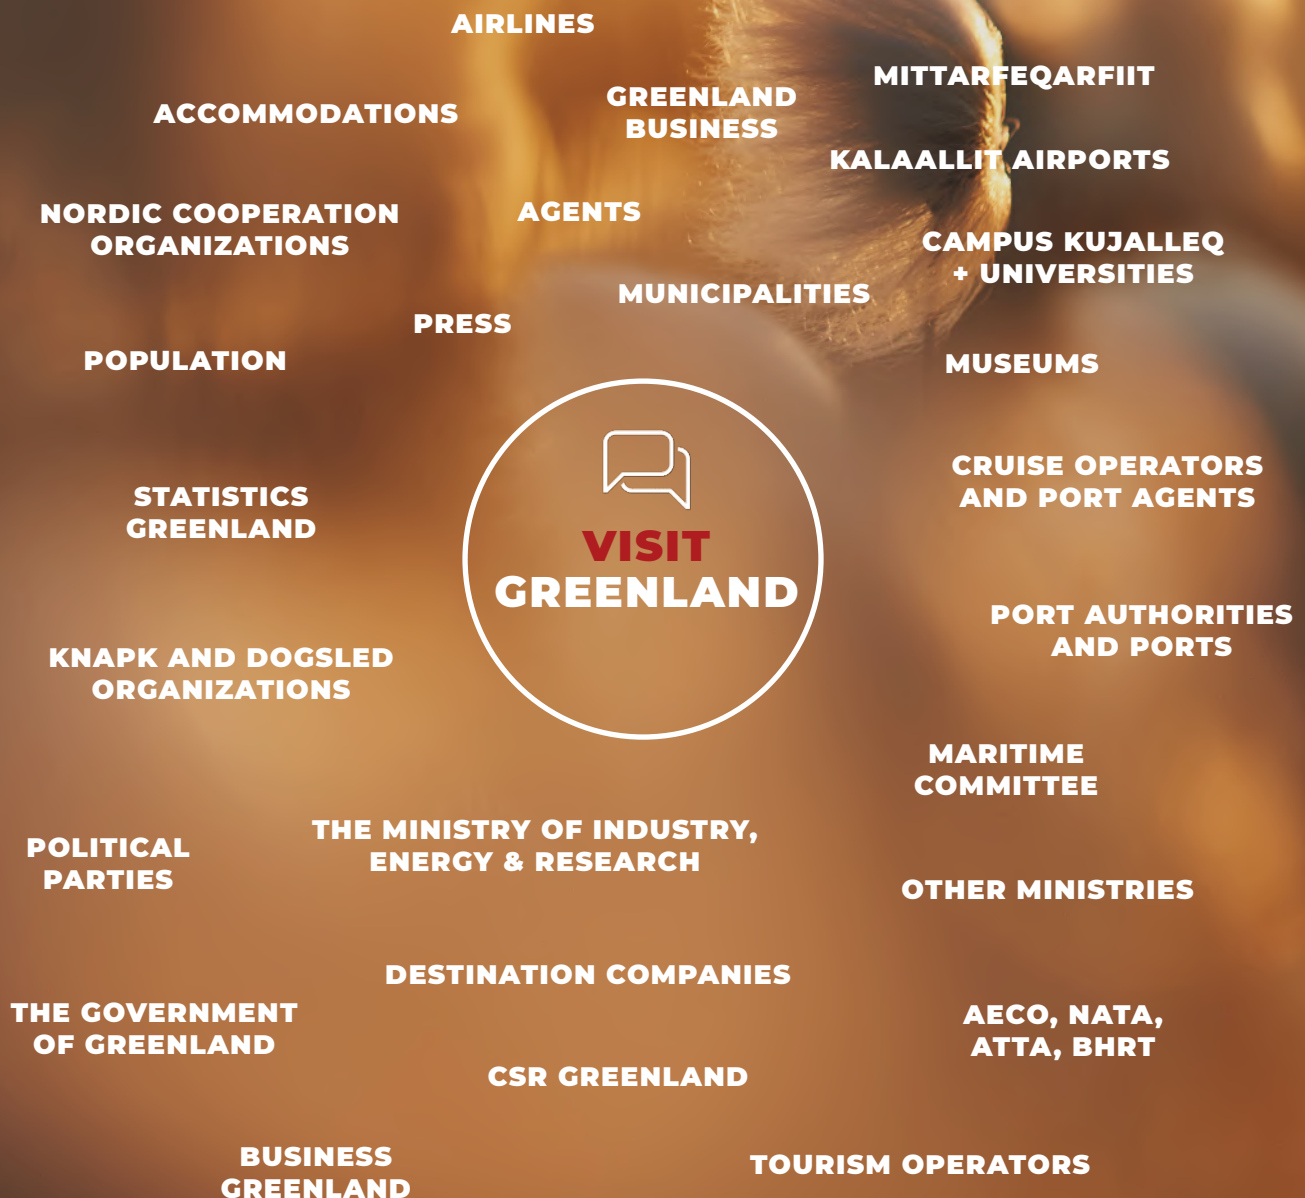 AIRLINES
MITTARFEQARFIIT
GREENLAND
BUSINESS
ACCOMMODATIONS
KALAALLIT AIRPORTS
NORDIC COOPERATION
ORGANIZATIONS
AGENTS
CAMPUS KUJALLEQ
+ UNIVERSITIES
MUNICIPALITIES
PRESS
POPULATION
MUSEUMS
CRUISE OPERATORS
AND PORT AGENTS
STATISTICS
GREENLAND
VISIT
GREENLAND
PORT AUTHORITIES
AND PORTS
KNAPK AND DOGSLED
ORGANIZATIONS
MARITIME
COMMITTEE
THE MINISTRY OF INDUSTRY,
ENERGY & RESEARCH
POLITICAL
PARTIES
OTHER MINISTRIES
DESTINATION COMPANIES
THE GOVERNMENT
OF GREENLAND
AECO, NATA,
ATTA, BHRT
CSR GREENLAND
BUSINESS
GREENLAND
TOURISM OPERATORS